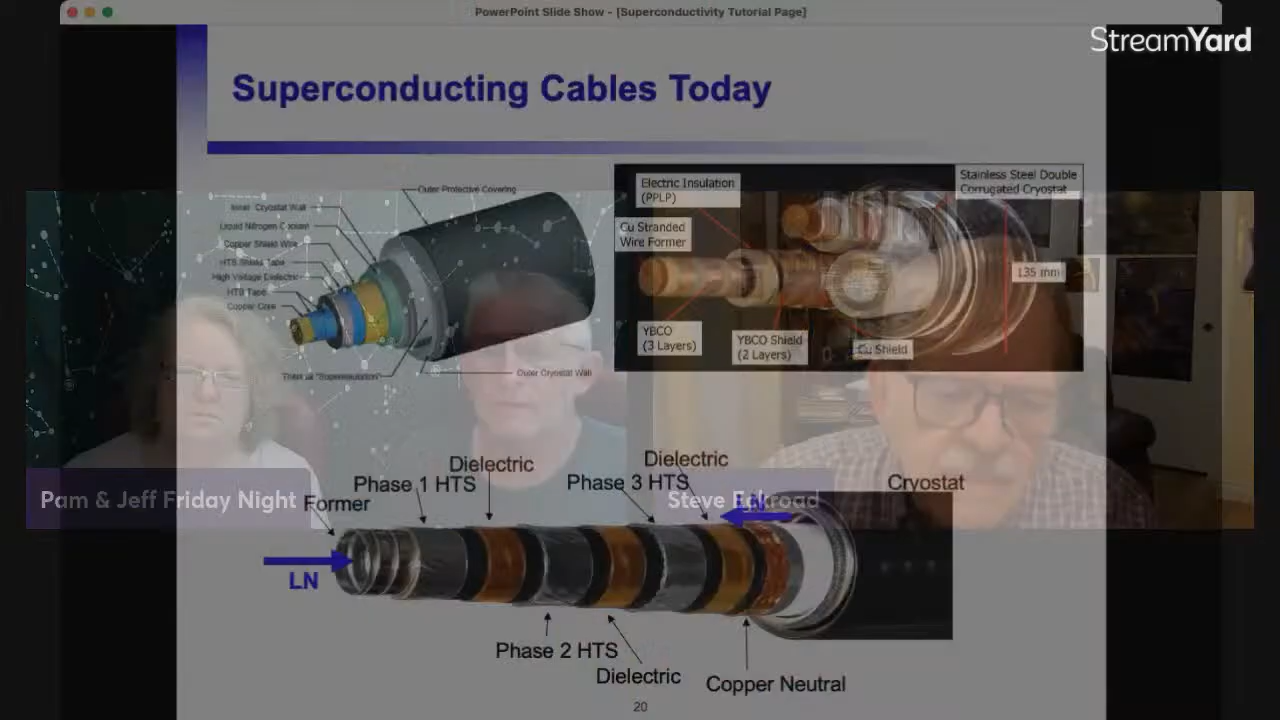 PowerPoint Slide Show - [Superconductivity Tutorial Page]
StreamYard
Superconducting Cables Today
Outer Protective Covering
Inner Cryostat Wall
Liquid Nitrogen Coolant
Copper Shield Wire
HTS Shield Tape
High Voltage Dielectric
HTS Tape
Copper Core
Thermal "Superinsulation"
Outer Cryostat Wall
Electric Insulation
(PPLP)
Stainless Steel Double
Corrugated Cryostat
Cu Stranded
Wire Former
135 mm
YBCO
(3 Layers)
YBCO Shield
(2 Layers)
Cu Shield
Dielectric
Dielectric
Phase 1 HTS
Phase 3 HTS
Cryostat
Pam & Jeff Friday Night
Former
Steve Eckroad
LN
LN
Phase 2 HTS
Dielectric
Copper Neutral
20